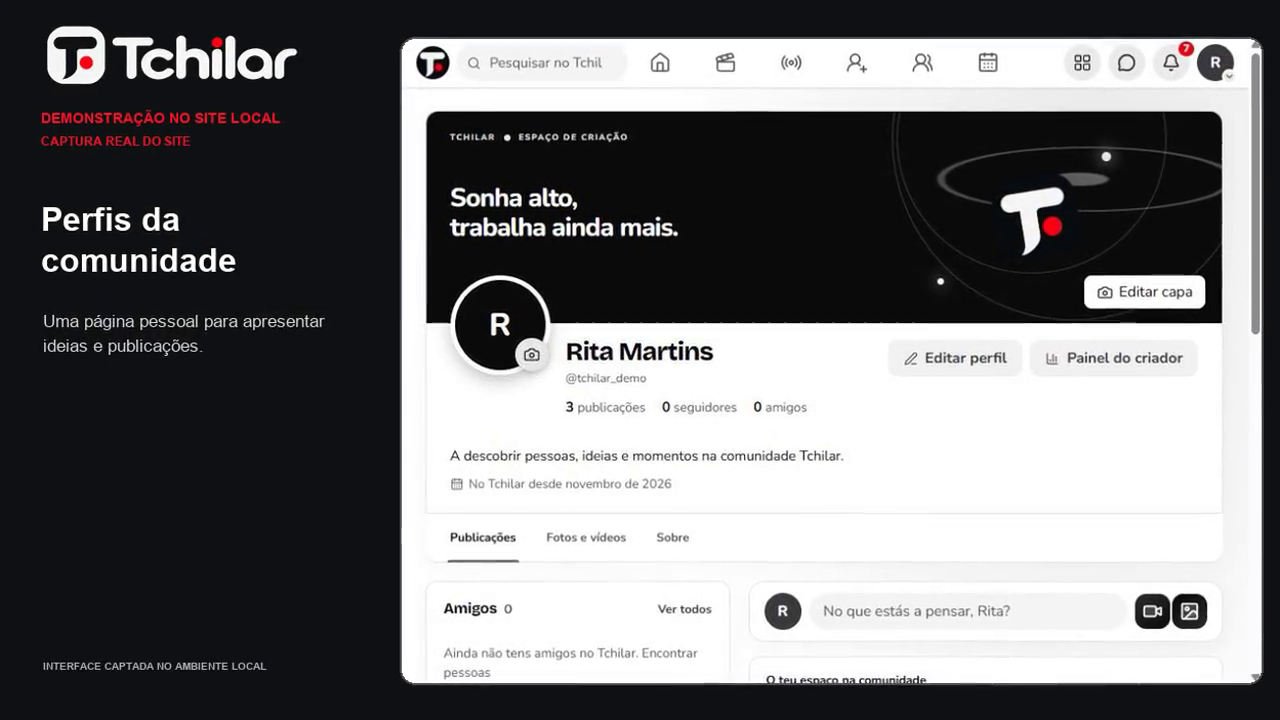 Tchilar
DEMONSTRAÇÃO NO SITE LOCAL
CAPTURA REAL DO SITE
Perfis da
comunidade
Uma página pessoal para apresentar
ideias e publicações.
INTERFACE CAPTADA NO AMBIENTE LOCAL
Pesquisar no Tchil
7
R
TCHILAR ESPAÇO DE CRIAÇÃO
Sonha alto,
trabalha ainda mais.
Editar capa
R
Rita Martins
@tchilar_demo
Editar perfil
Painel do criador
3 publicações 0 seguidores 0 amigos
A descobrir pessoas, ideias e momentos na comunidade Tchilar.
No Tchilar desde novembro de 2026
Publicações Fotos e vídeos Sobre
Amigos 0 Ver todos
Ainda não tens amigos no Tchilar. Encontrar
pessoas
R
No que estás a pensar, Rita?
O teu espaço na comunidade